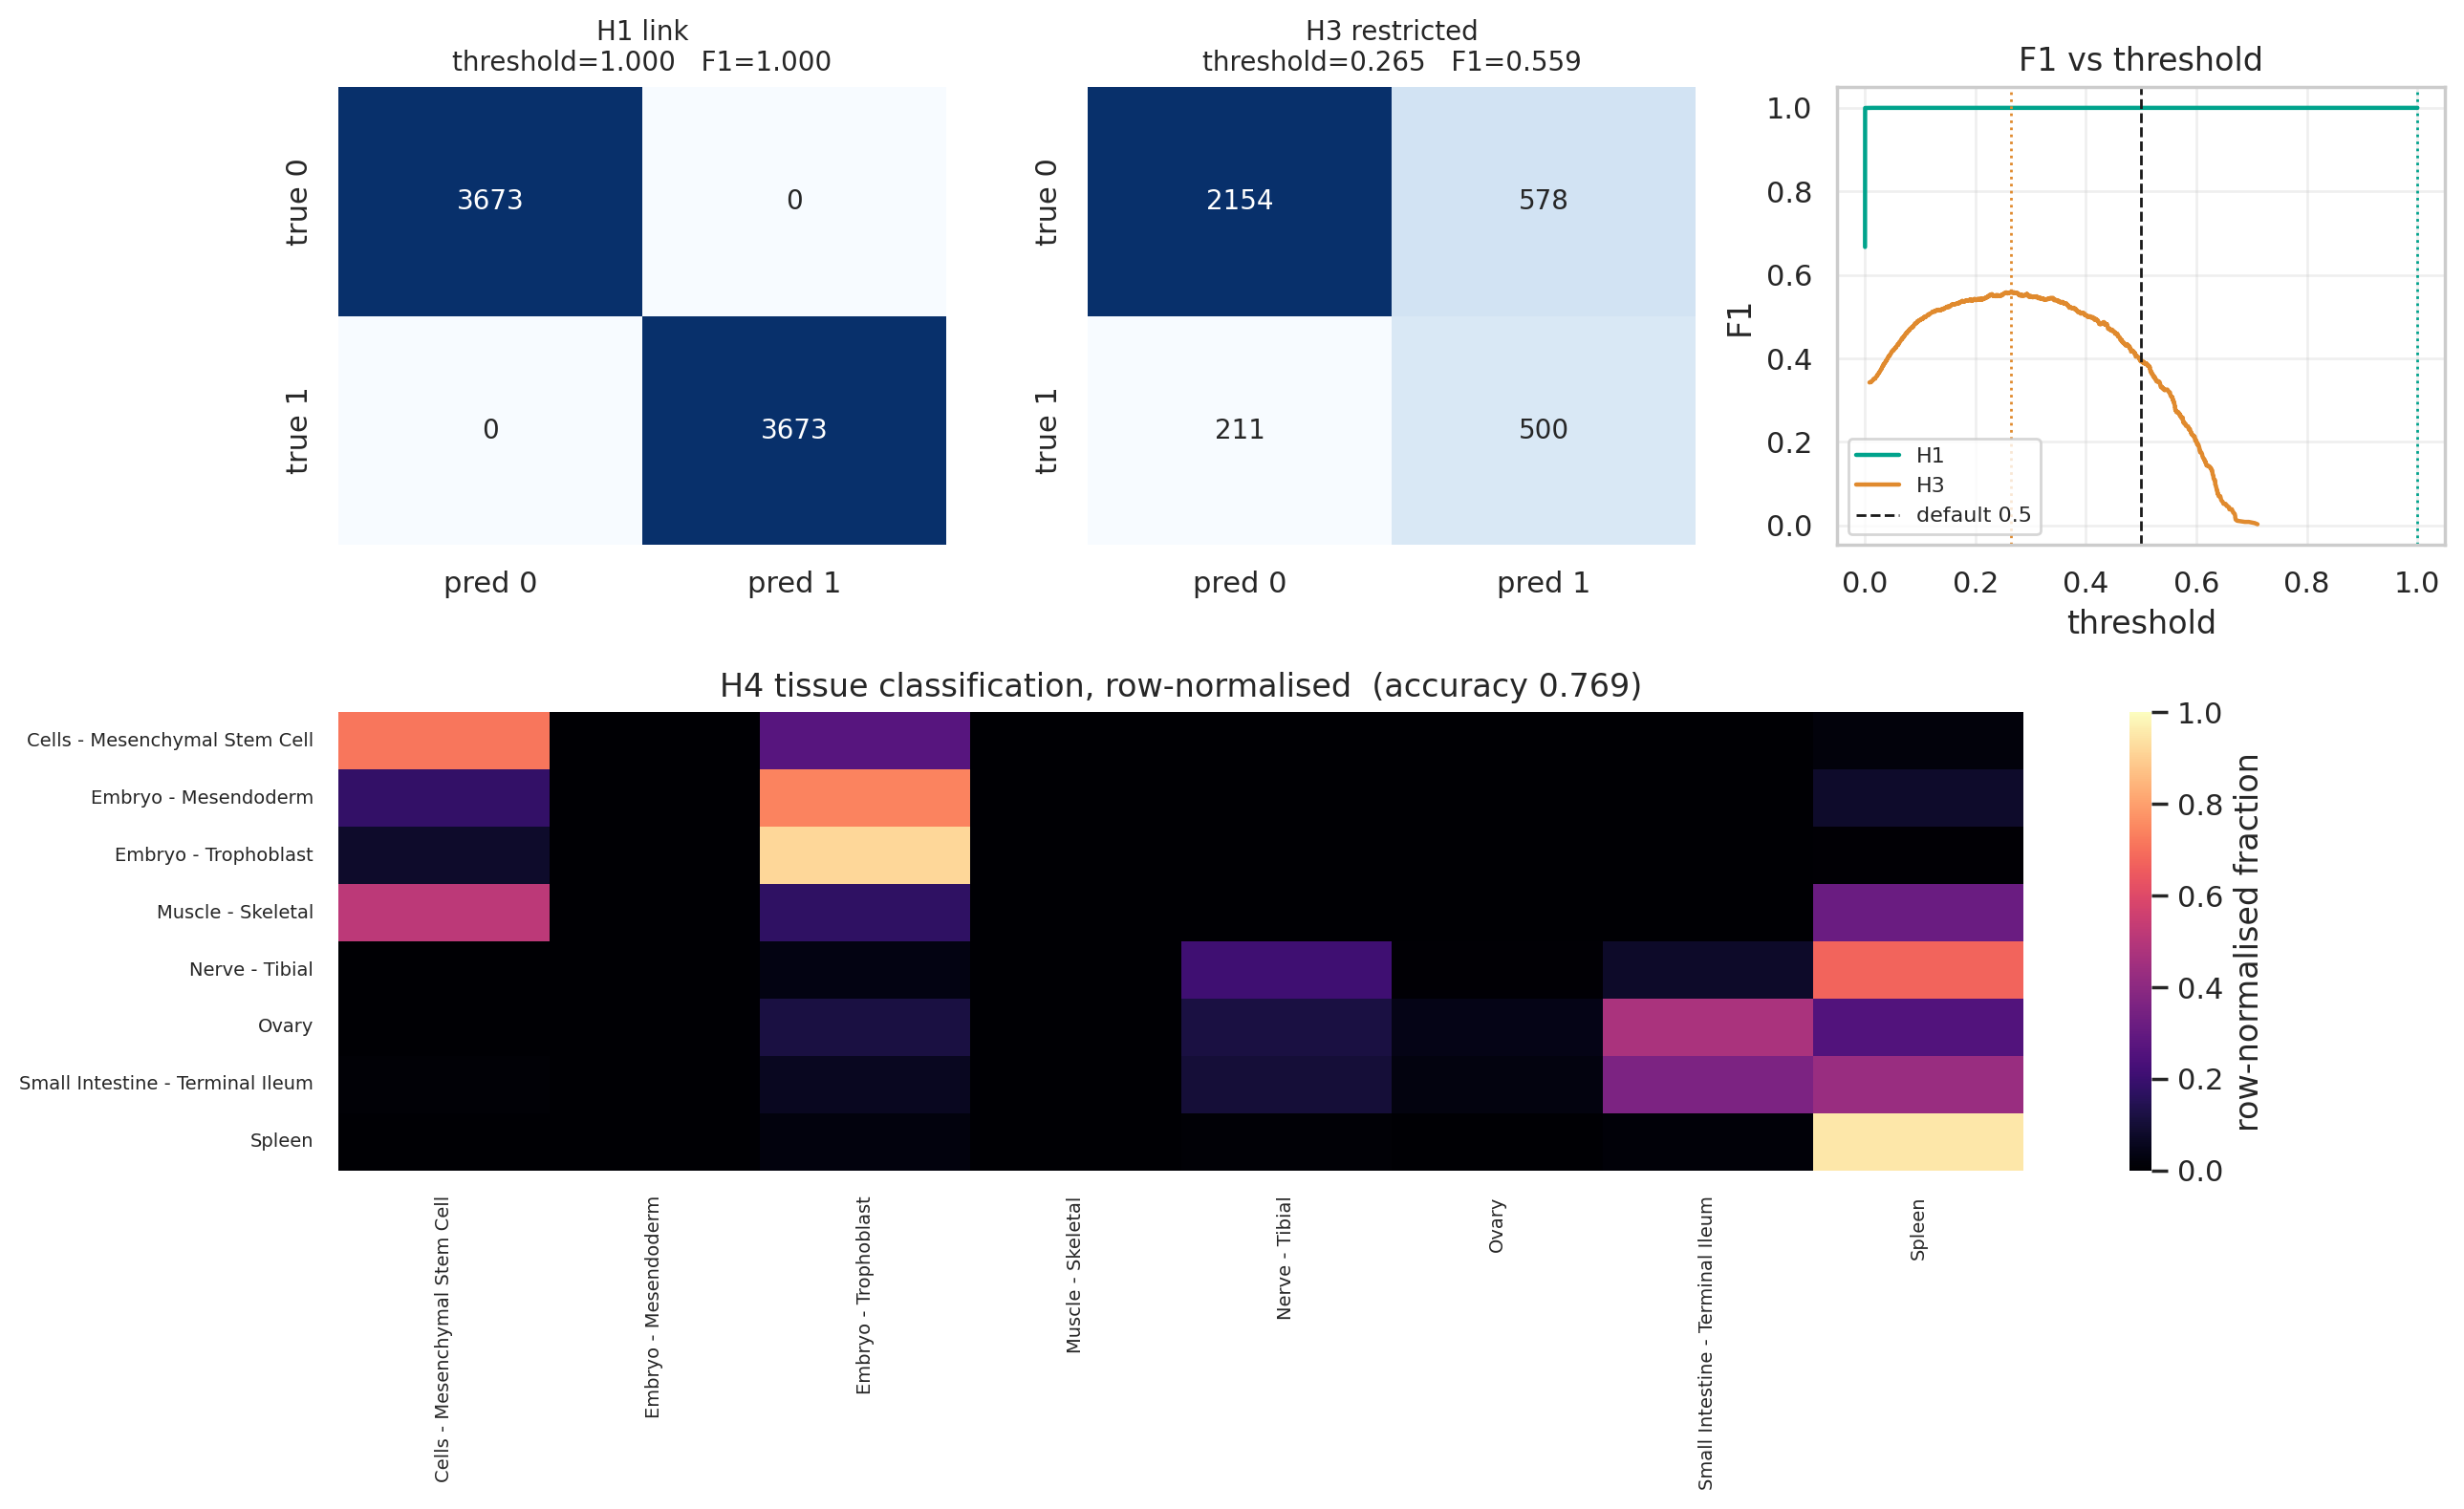 H1 link
threshold=1.000   F1=1.000
true 0
true 1
3673
0
0
3673
pred 0
pred 1
H3 restricted
threshold=0.265   F1=0.559
true 0
true 1
2154
578
211
500
pred 0
pred 1
F1 vs threshold
F1
1.0
0.8
0.6
0.4
0.2
0.0
H1
H3
default 0.5
0.0
0.2
0.4
0.6
0.8
1.0
threshold
H4 tissue classification, row-normalised  (accuracy 0.769)
Cells - Mesenchymal Stem Cell
Embryo - Mesendoderm
Embryo - Trophoblast
Muscle - Skeletal
Nerve - Tibial
Ovary
Small Intestine - Terminal Ileum
Spleen
Cells - Mesenchymal Stem Cell
Embryo - Mesendoderm
Embryo - Trophoblast
Muscle - Skeletal
Nerve - Tibial
Ovary
Small Intestine - Terminal Ileum
Spleen
1.0
0.8
0.6
0.4
0.2
0.0
row-normalised fraction